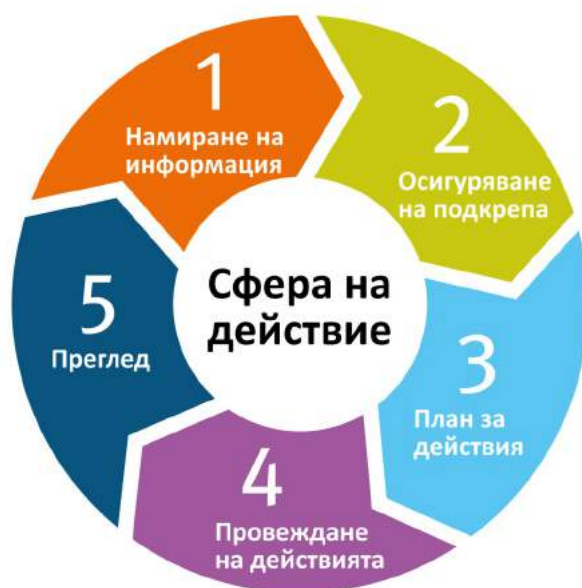 1
Намиране на
информация
2
Осигуряване
на подкрепа
3
План за
действия
4
Провеждане
на действията
5
Преглед
Сфера на
действие